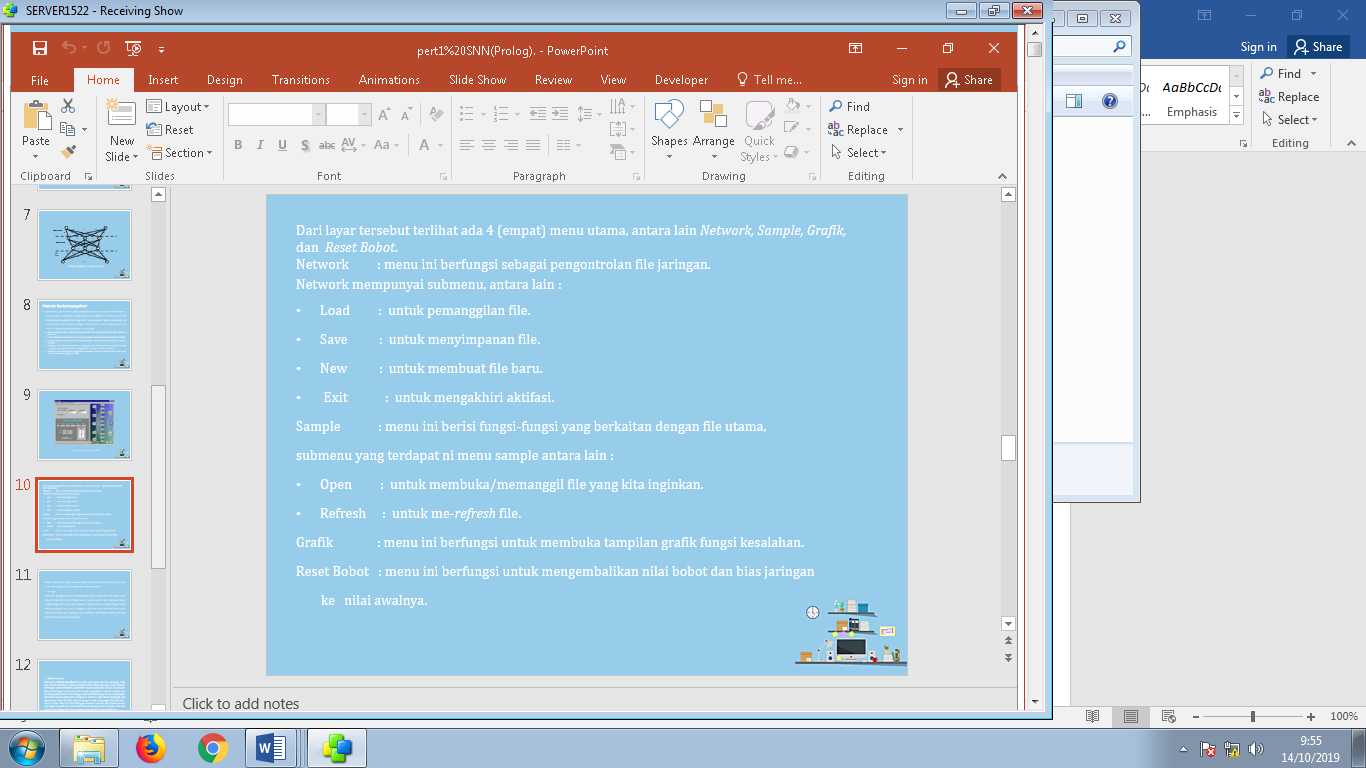 SERVER1522 - Receiving Show
pert1%20SNN(Prolog). - PowerPoint
File Home Insert Design Transitions Animations Slide Show Review View Developer Tell me... Sign in Share
Paste
Clipboard
New Slide
Layout
Reset
Section
Slides
B I U S abc AV Aa A
Font
Paragraph
Shapes Arrange Quick Styles
Drawing
Find
Replace
Select
Editing
Sign in Share
AaBbCcDc
Emphasis
Find
Replace
Select
Editing
7
8
9
10
11
12
Dari layar tersebut terlihat ada 4 (empat) menu utama, antara lain Network, Sample, Grafik,
dan Reset Bobot.
Network : menu ini berfungsi sebagai pengontrolan file jaringan.
Network mempunyai submenu, antara lain :
• Load : untuk pemanggilan file.
• Save : untuk menyimpanan file.
• New : untuk membuat file baru.
• Exit : untuk mengakhiri aktifasi.
Sample : menu ini berisi fungsi-fungsi yang berkaitan dengan file utama,
submenu yang terdapat ni menu sample antara lain :
• Open : untuk membuka/memanggil file yang kita inginkan.
• Refresh : untuk me-refresh file.
Grafik : menu ini berfungsi untuk membuka tampilan grafik fungsi kesalahan.
Reset Bobot : menu ini berfungsi untuk mengembalikan nilai bobot dan bias jaringan
ke nilai awalnya.
Click to add notes
100%
9:55
14/10/2019